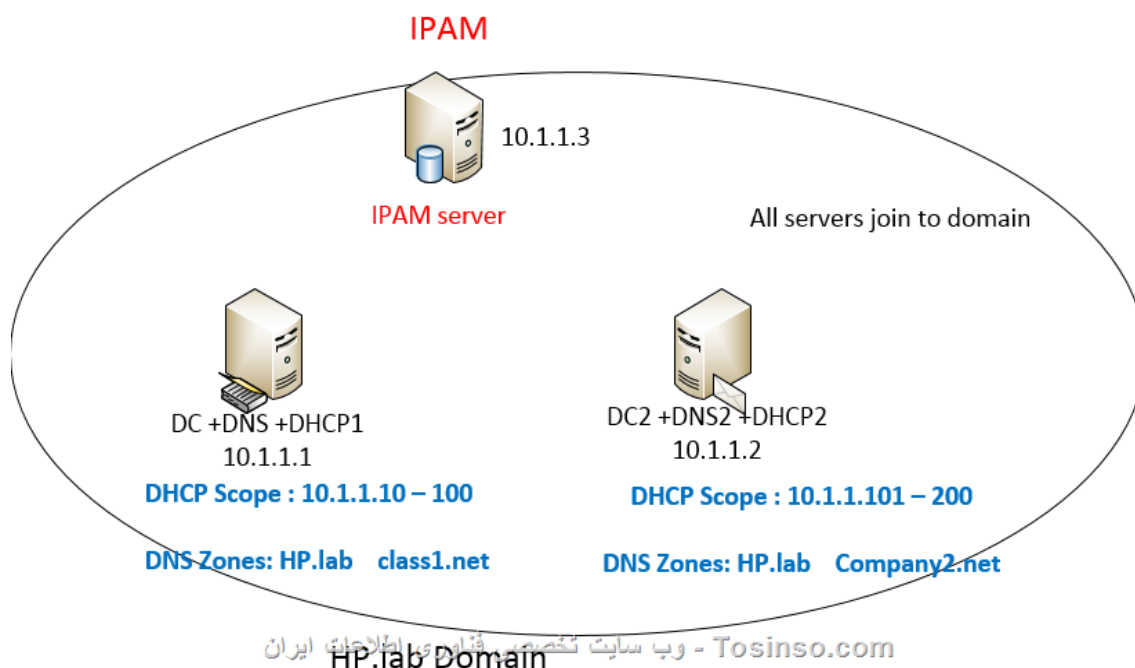 IPAM
10.1.1.3
IPAM server
All servers join to domain
DC +DNS +DHCP1
10.1.1.1
DHCP Scope : 10.1.1.10 – 100
DNS Zones: HP.lab class1.net
DC2 +DNS2 +DHCP2
10.1.1.2
DHCP Scope : 10.1.1.101 – 200
DNS Zones: HP.lab Company2.net
Tosinso.com - وب سایت تخصصی فناوری اطلاعات ایران
HP.lab Domain